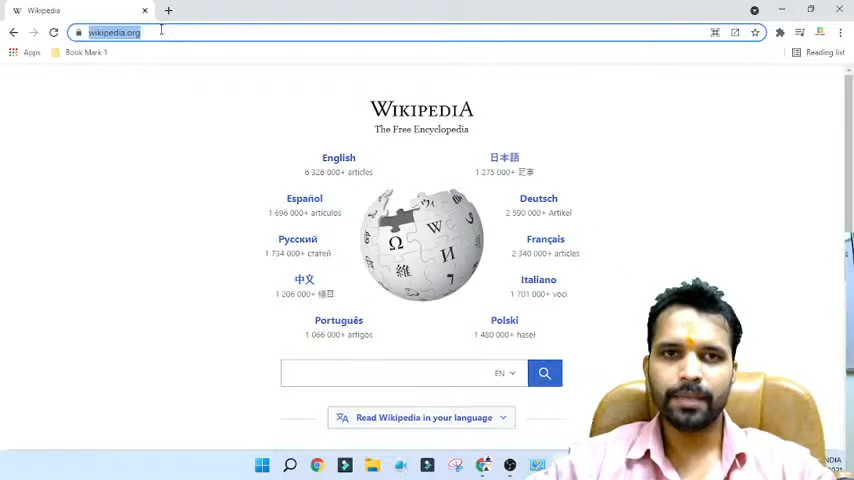 Wikipedia
wikipedia.org
Apps
Book Mark 1
Reading list
WIKIPEDIA
The Free Encyclopedia
English
6 326 000+ articles
日本語
1 275 000+ 記事
Español
1 696 000+ artículos
Deutsch
2 590 000+ Artikel
Русский
1 734 000+ статей
Français
2 340 000+ articles
中文
1 206 000+ 條目
Italiano
1 701 000+ voci
Português
1 066 000+ artigos
Polski
1 480 000+ haseł
EN
Read Wikipedia in your language